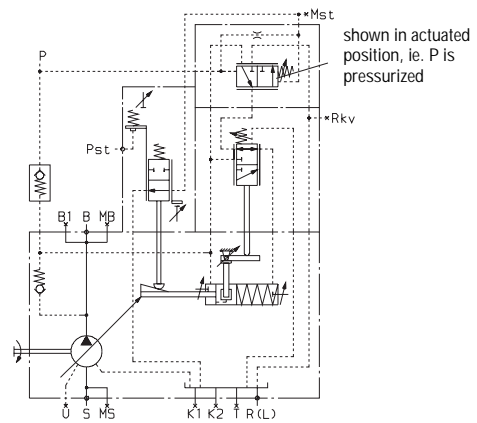 Mst
shown in actuated
position, ie. P is
pressurized
P
Rkv
Pst
B1 B MB
U S MS K1 K2 T R(L)